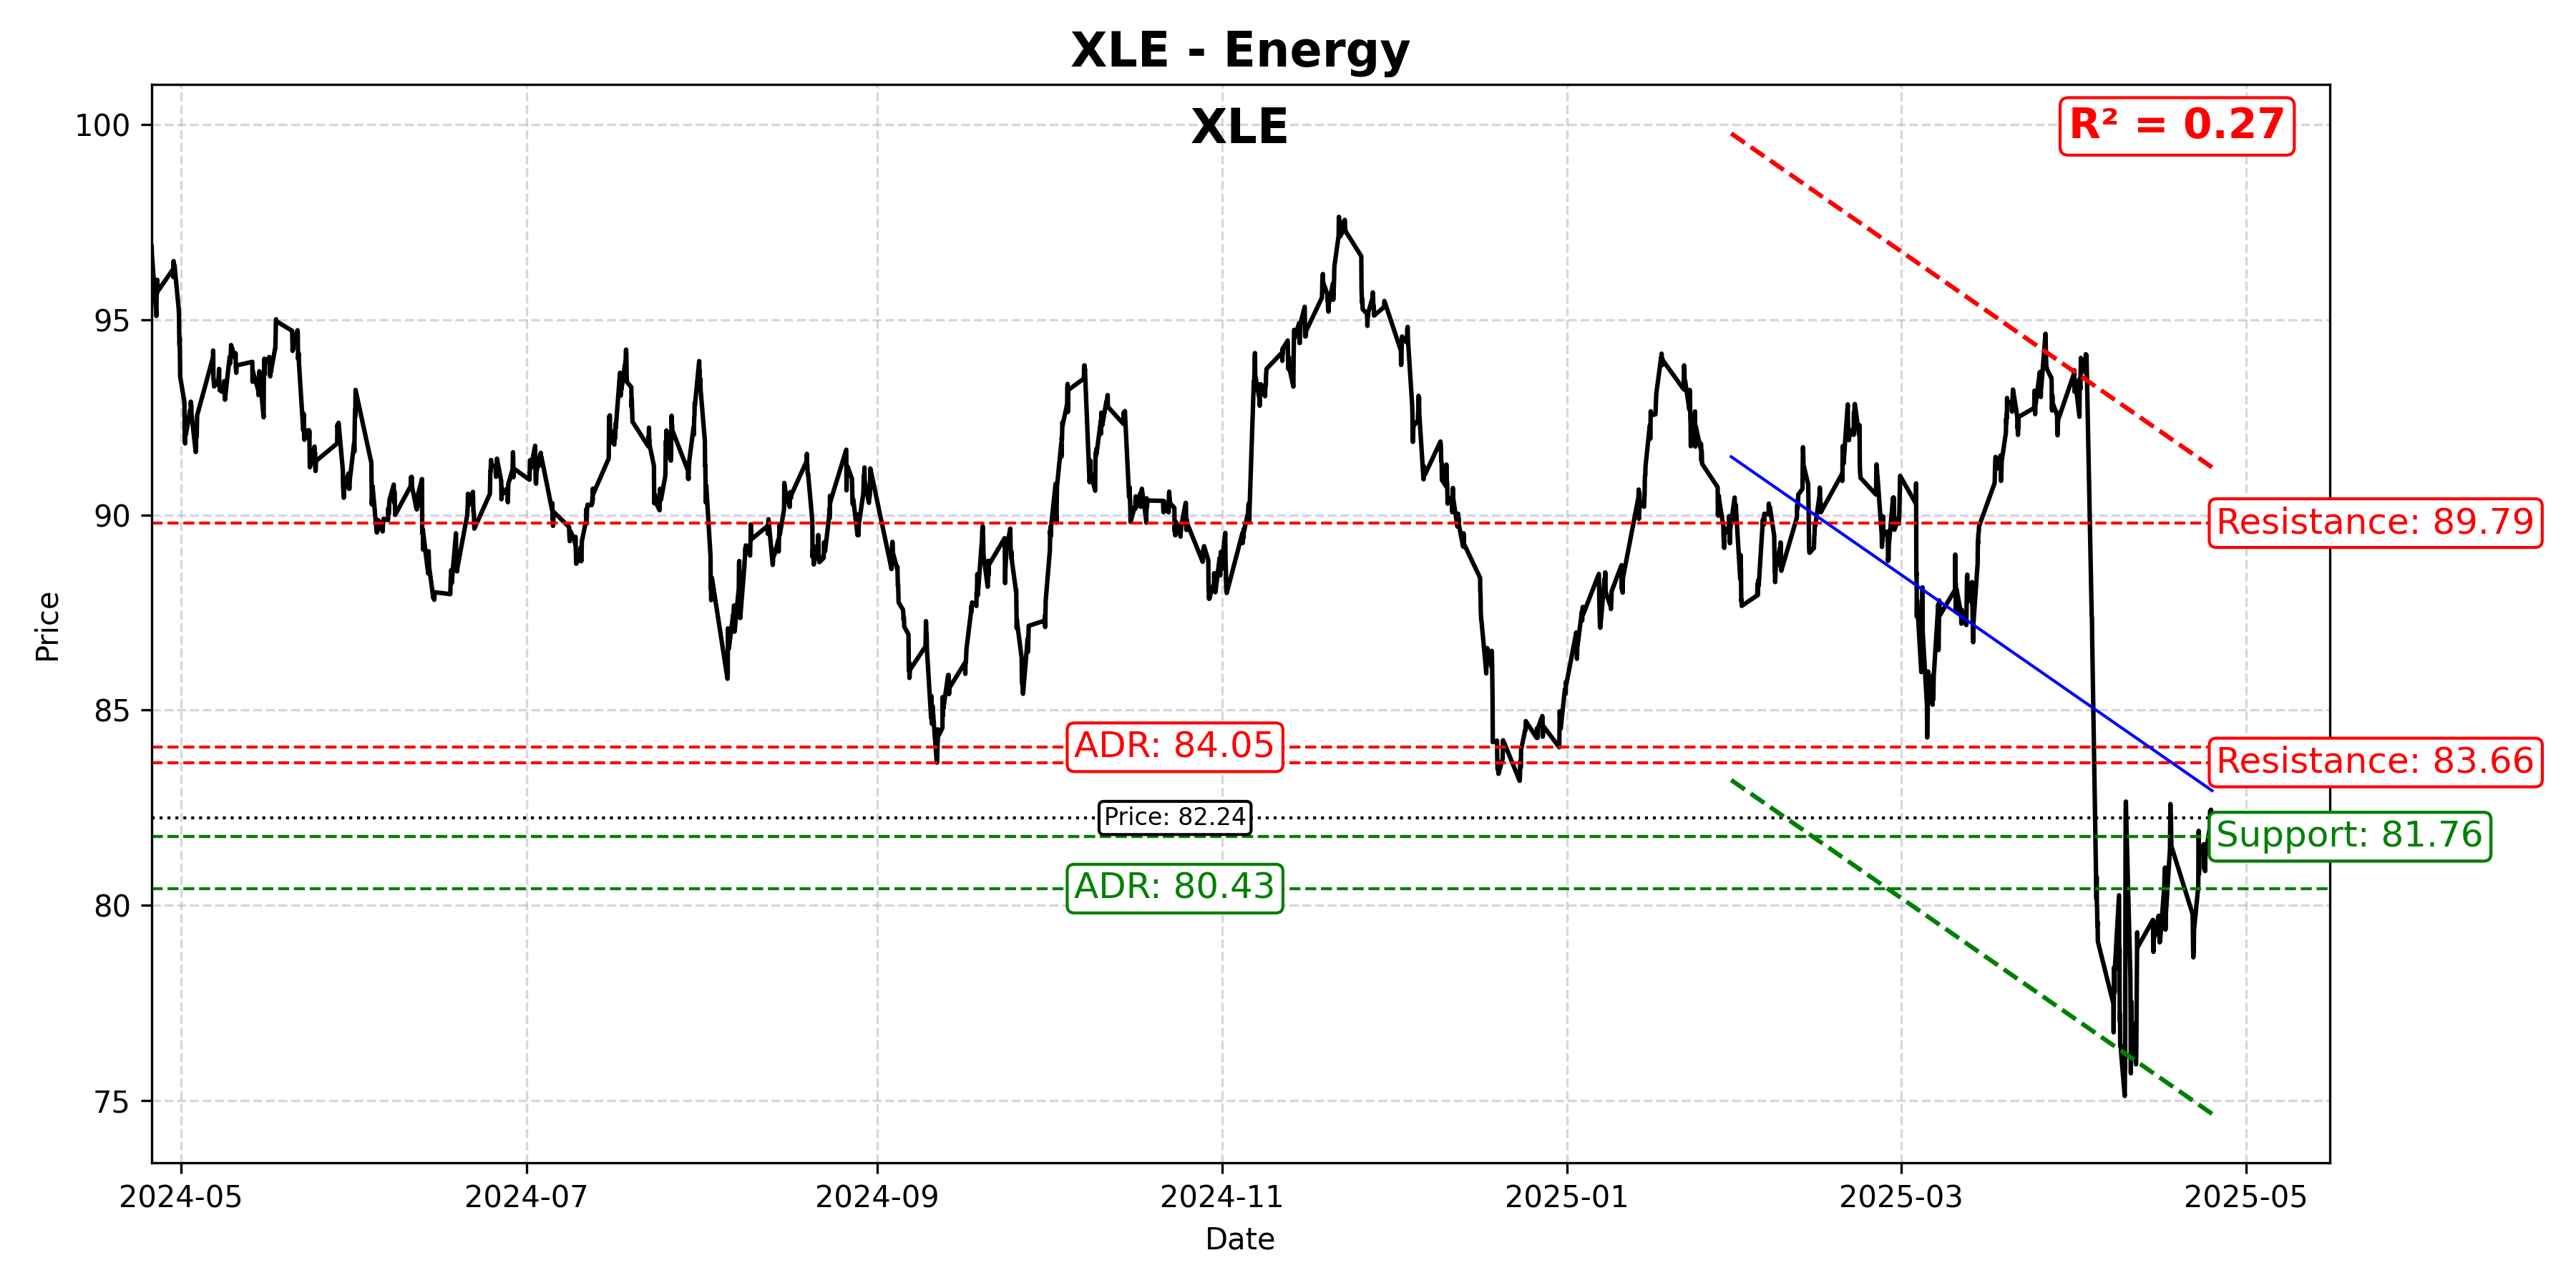 XLE - Energy
XLE
R² = 0.27
100
95
90
85
80
75
Price
Resistance: 89.79
ADR: 84.05
Resistance: 83.66
Price: 82.24
Support: 81.76
ADR: 80.43
2024-05
2024-07
2024-09
2024-11
2025-01
2025-03
2025-05
Date